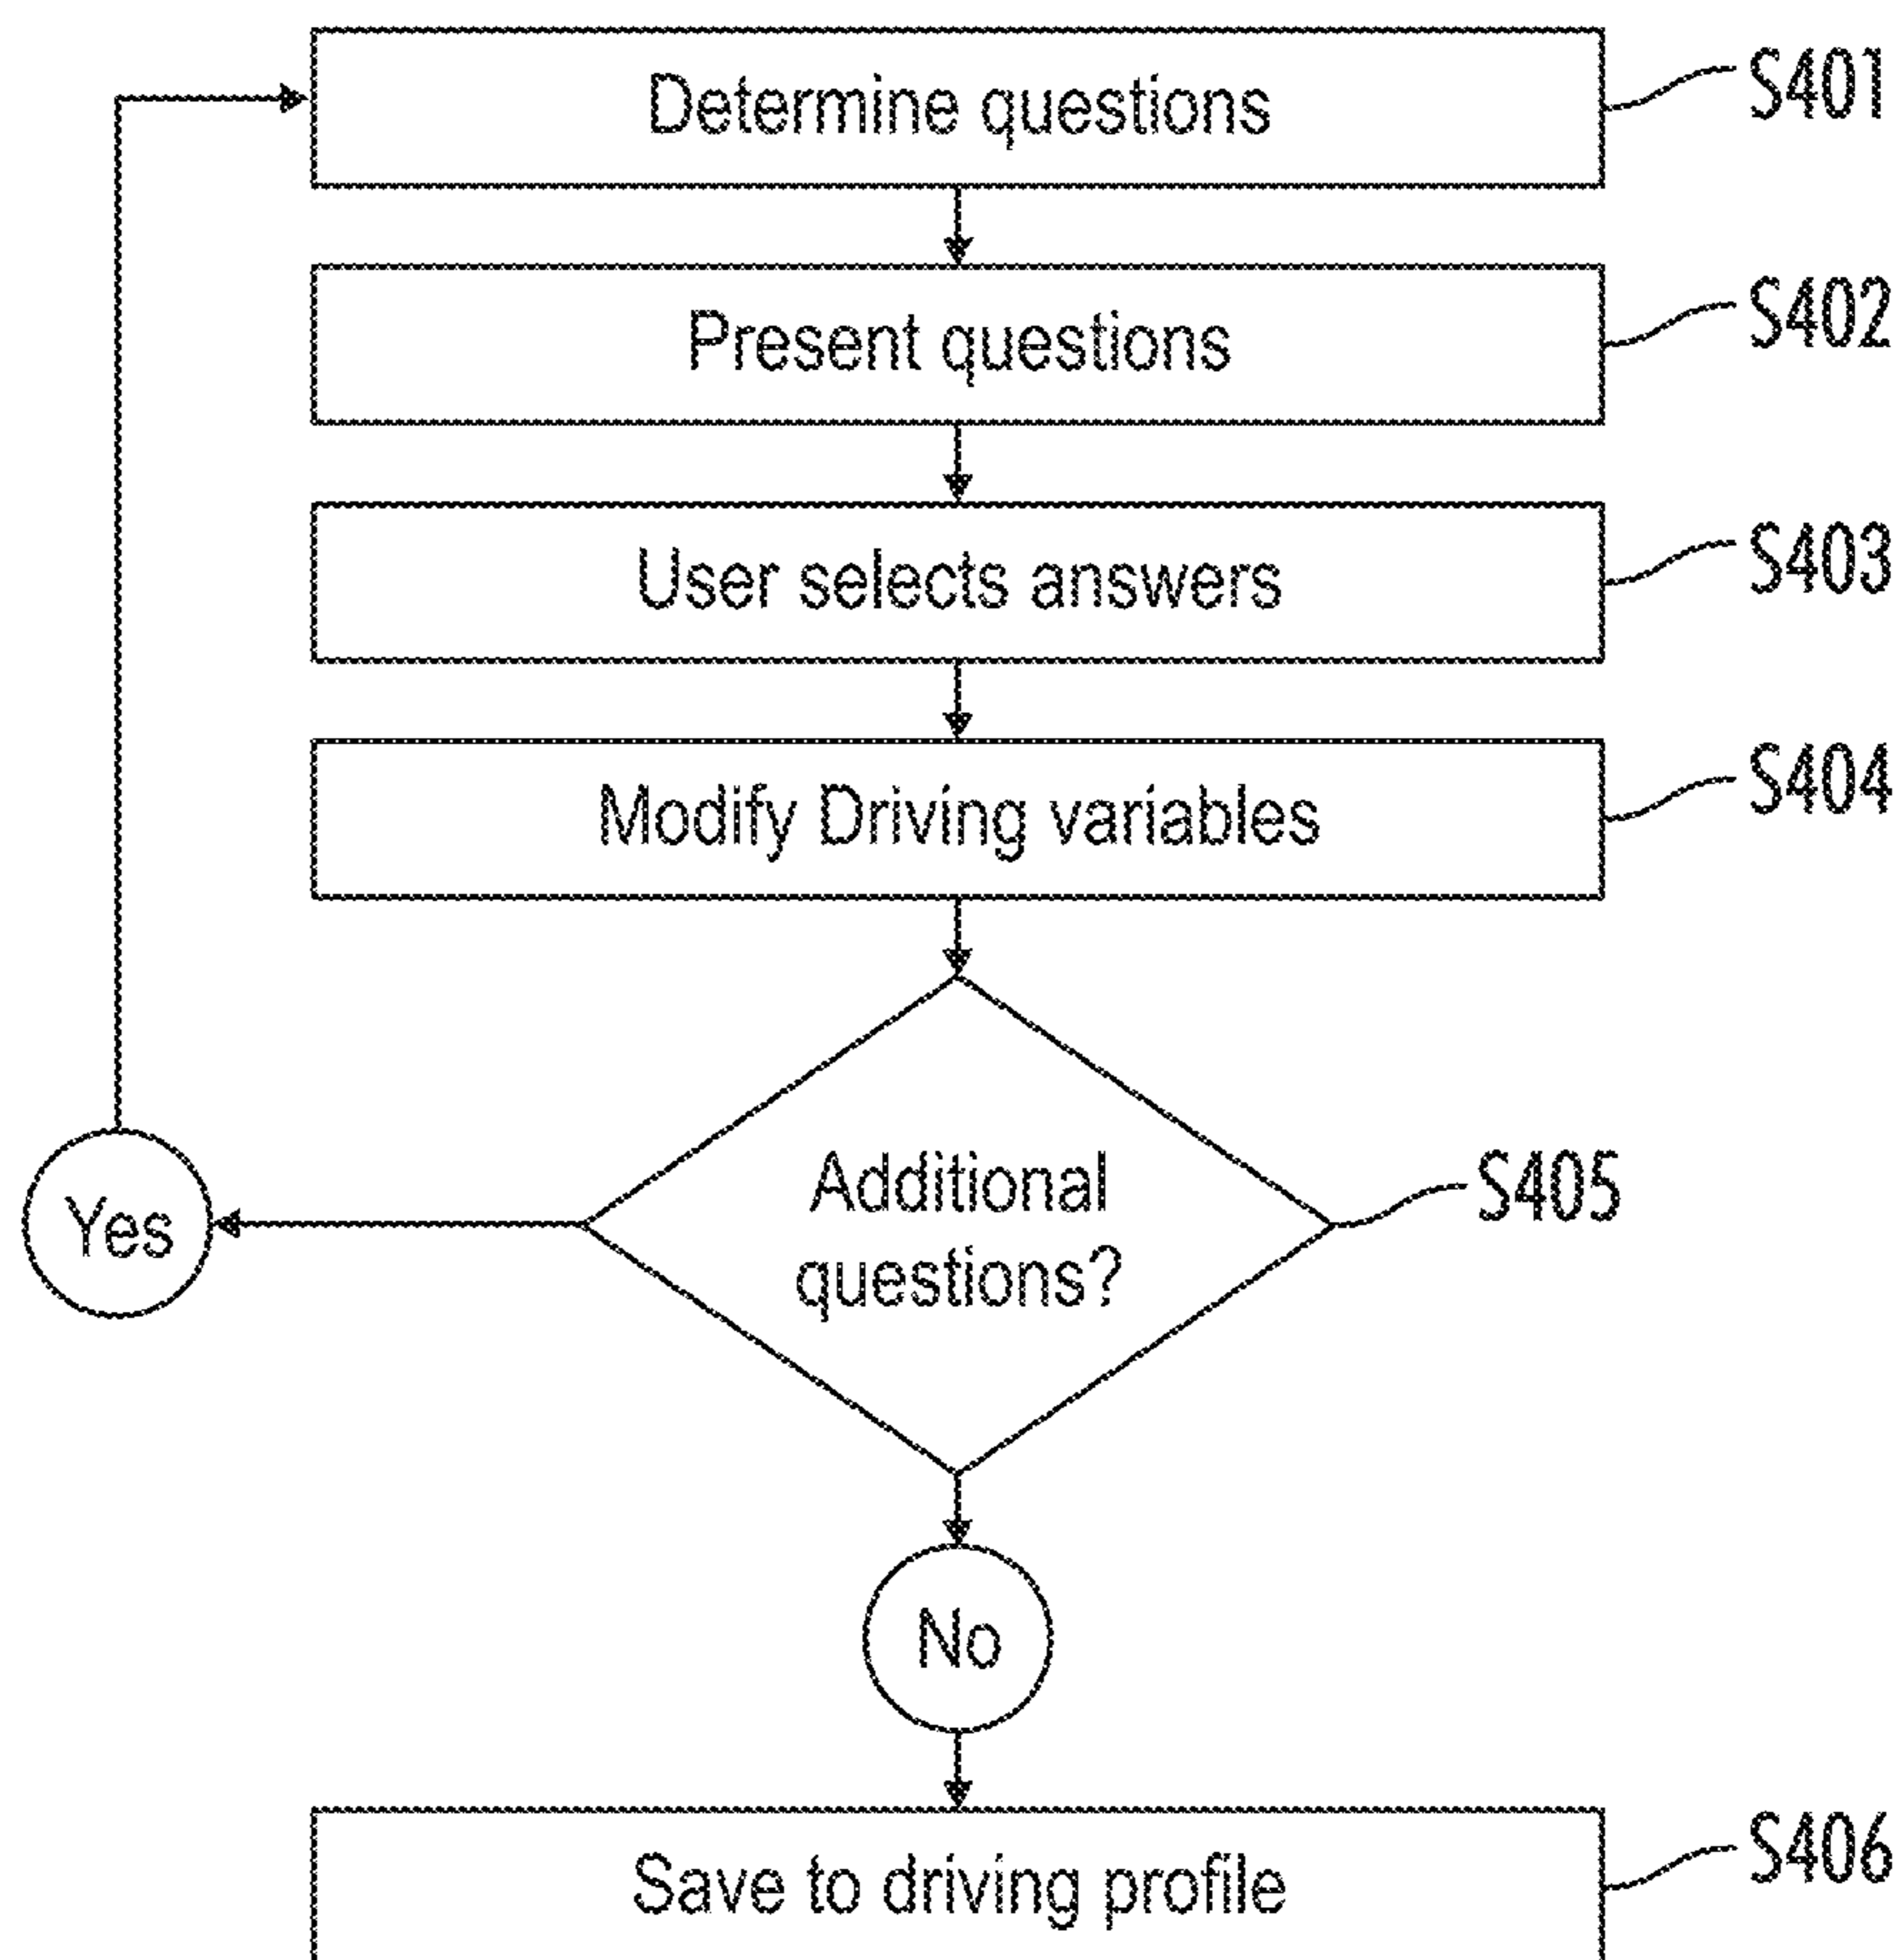 Determine questions
S401
Present questions
S402
User selects answers
S403
Modify Driving variables
S404
Additional
questions?
S405
Yes
No
Save to driving profile
S406